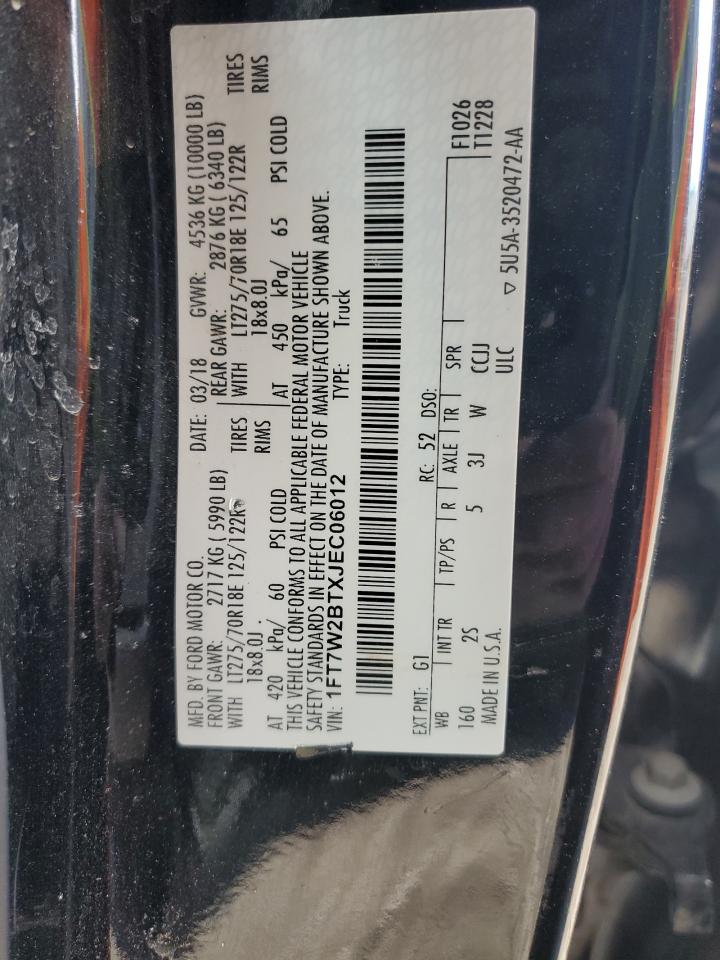 MFD. BY FORD MOTOR CO. DATE: 03/18 GVWR: 4536 KG (10000 LB)
FRONT GAWR: 2717 KG ( 5990 LB) REAR GAWR: 2876 KG ( 6340 LB)
WITH LT275/70R18E 125/122R TIRES WITH LT275/70R18E 125/122R TIRES
18x8.0J RIMS 18x8.0J RIMS
AT 420 kPa/ 60 PSI COLD AT 450 kPa/ 65 PSI COLD
THIS VEHICLE CONFORMS TO ALL APPLICABLE FEDERAL MOTOR VEHICLE
SAFETY STANDARDS IN EFFECT ON THE DATE OF MANUFACTURE SHOWN ABOVE.
VIN: 1FT7W2BTXJEC06012 TYPE: Truck
EXT PNT: G1 RC: 52 DSO:
WB INT TR TP/PS R AXLE TR SPR F1026
160 2S 5 3J W CCJJ T1228
MADE IN U.S.A. ULC ▽ 5U5A-3520472-AA